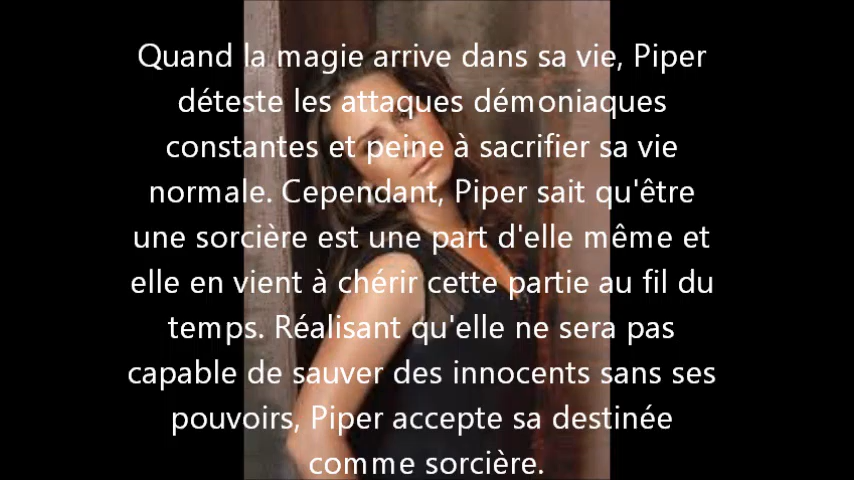 Quand la magie arrive dans sa vie, Piper
déteste les attaques démoniaques
constantes et peine à sacrifier sa vie
normale. Cependant, Piper sait qu'être
une sorcière est une part d'elle même et
elle en vient à chérir cette partie au fil du
temps. Réalisant qu'elle ne sera pas
capable de sauver des innocents sans ses
pouvoirs, Piper accepte sa destinée
comme sorcière.